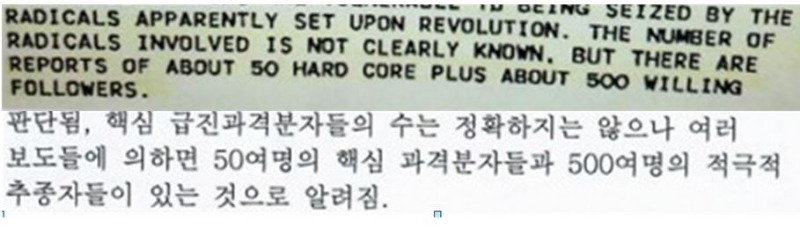 BEING SEIZED BY THE
RADICALS APPARENTLY SET UPON REVOLUTION. THE NUMBER OF
RADICALS INVOLVED IS NOT CLEARLY KNOWN. BUT THERE ARE
REPORTS OF ABOUT 50 HARD CORE PLUS ABOUT 500 WILLING
FOLLOWERS.
판단됨, 핵심 급진과격분자들의 수는 정확하지는 않으나 여러
보도들에 의하면 50여명의 핵심 과격분자들과 500여명의 적극적
추종자들이 있는 것으로 알려짐.